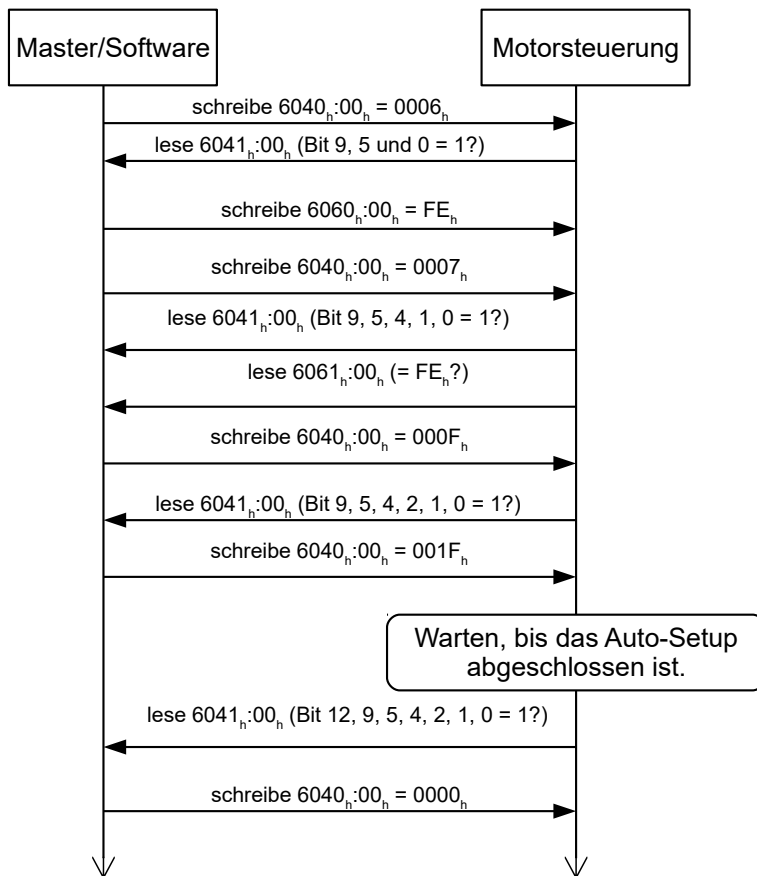 Master/Software
Motorsteuerung
schreibe 6040ₕ:00ₕ = 0006ₕ
lese 6041ₕ:00ₕ (Bit 9, 5 und 0 = 1?)
schreibe 6060ₕ:00ₕ = FEₕ
schreibe 6040ₕ:00ₕ = 0007ₕ
lese 6041ₕ:00ₕ (Bit 9, 5, 4, 1, 0 = 1?)
lese 6061ₕ:00ₕ (= FEₕ?)
schreibe 6040ₕ:00ₕ = 000Fₕ
lese 6041ₕ:00ₕ (Bit 9, 5, 4, 2, 1, 0 = 1?)
schreibe 6040ₕ:00ₕ = 001Fₕ
Warten, bis das Auto-Setup
abgeschlossen ist.
lese 6041ₕ:00ₕ (Bit 12, 9, 5, 4, 2, 1, 0 = 1?)
schreibe 6040ₕ:00ₕ = 0000ₕ